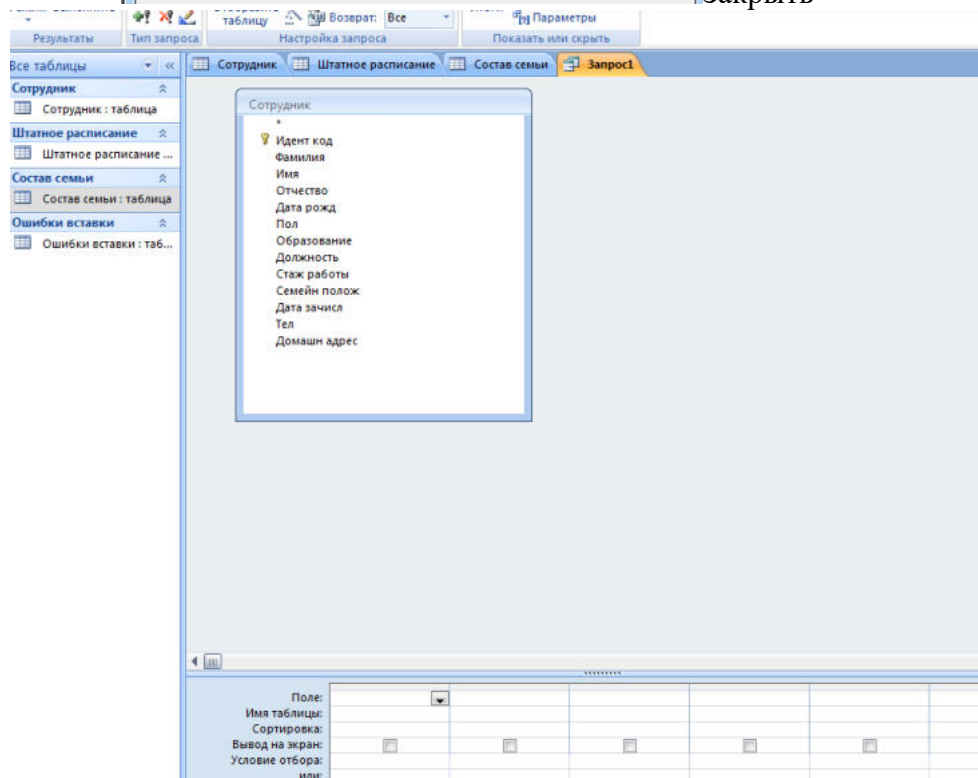 Закрыть
таблицу Возврат: Все Параметры
Результаты Тип запроса Настройка запроса Показать или скрыть
Все таблицы
Сотрудник Штатное расписание Состав семьи Запрос1
Сотрудник
Сотрудник : таблица
Штатное расписание
Штатное расписание ...
Состав семьи
Состав семьи : таблица
Ошибки вставки
Ошибки вставки : таб...
Сотрудник
*
Идент код
Фамилия
Имя
Отчество
Дата рожд
Пол
Образование
Должность
Стаж работы
Семейн полож
Дата зачисл
Тел
Домашн адрес
Поле:
Имя таблицы:
Сортировка:
Вывод на экран:
Условие отбора:
или: